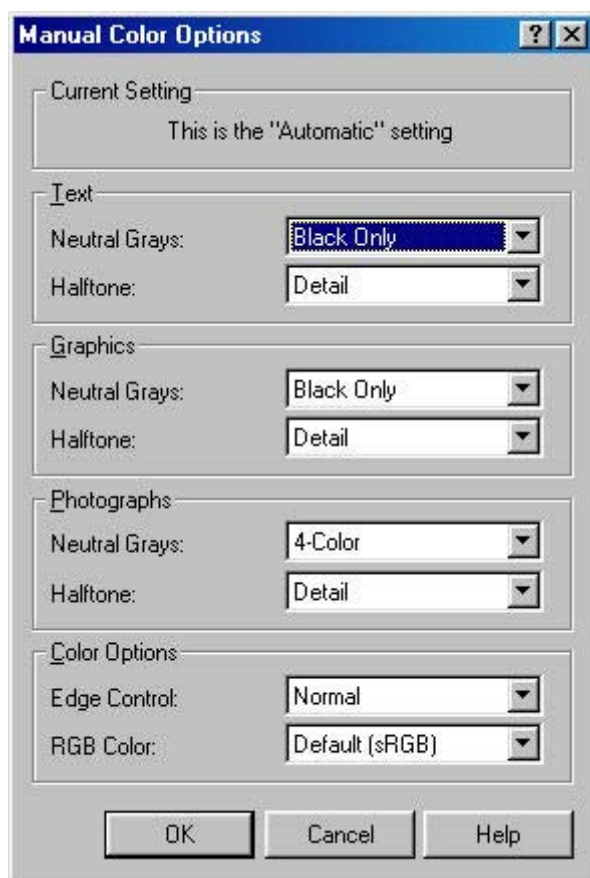 Manual Color Options
Current Setting
This is the "Automatic" setting
Text
Neutral Grays: Black Only
Halftone: Detail
Graphics
Neutral Grays: Black Only
Halftone: Detail
Photographs
Neutral Grays: 4-Color
Halftone: Detail
Color Options
Edge Control: Normal
RGB Color: Default (sRGB)
OK Cancel Help